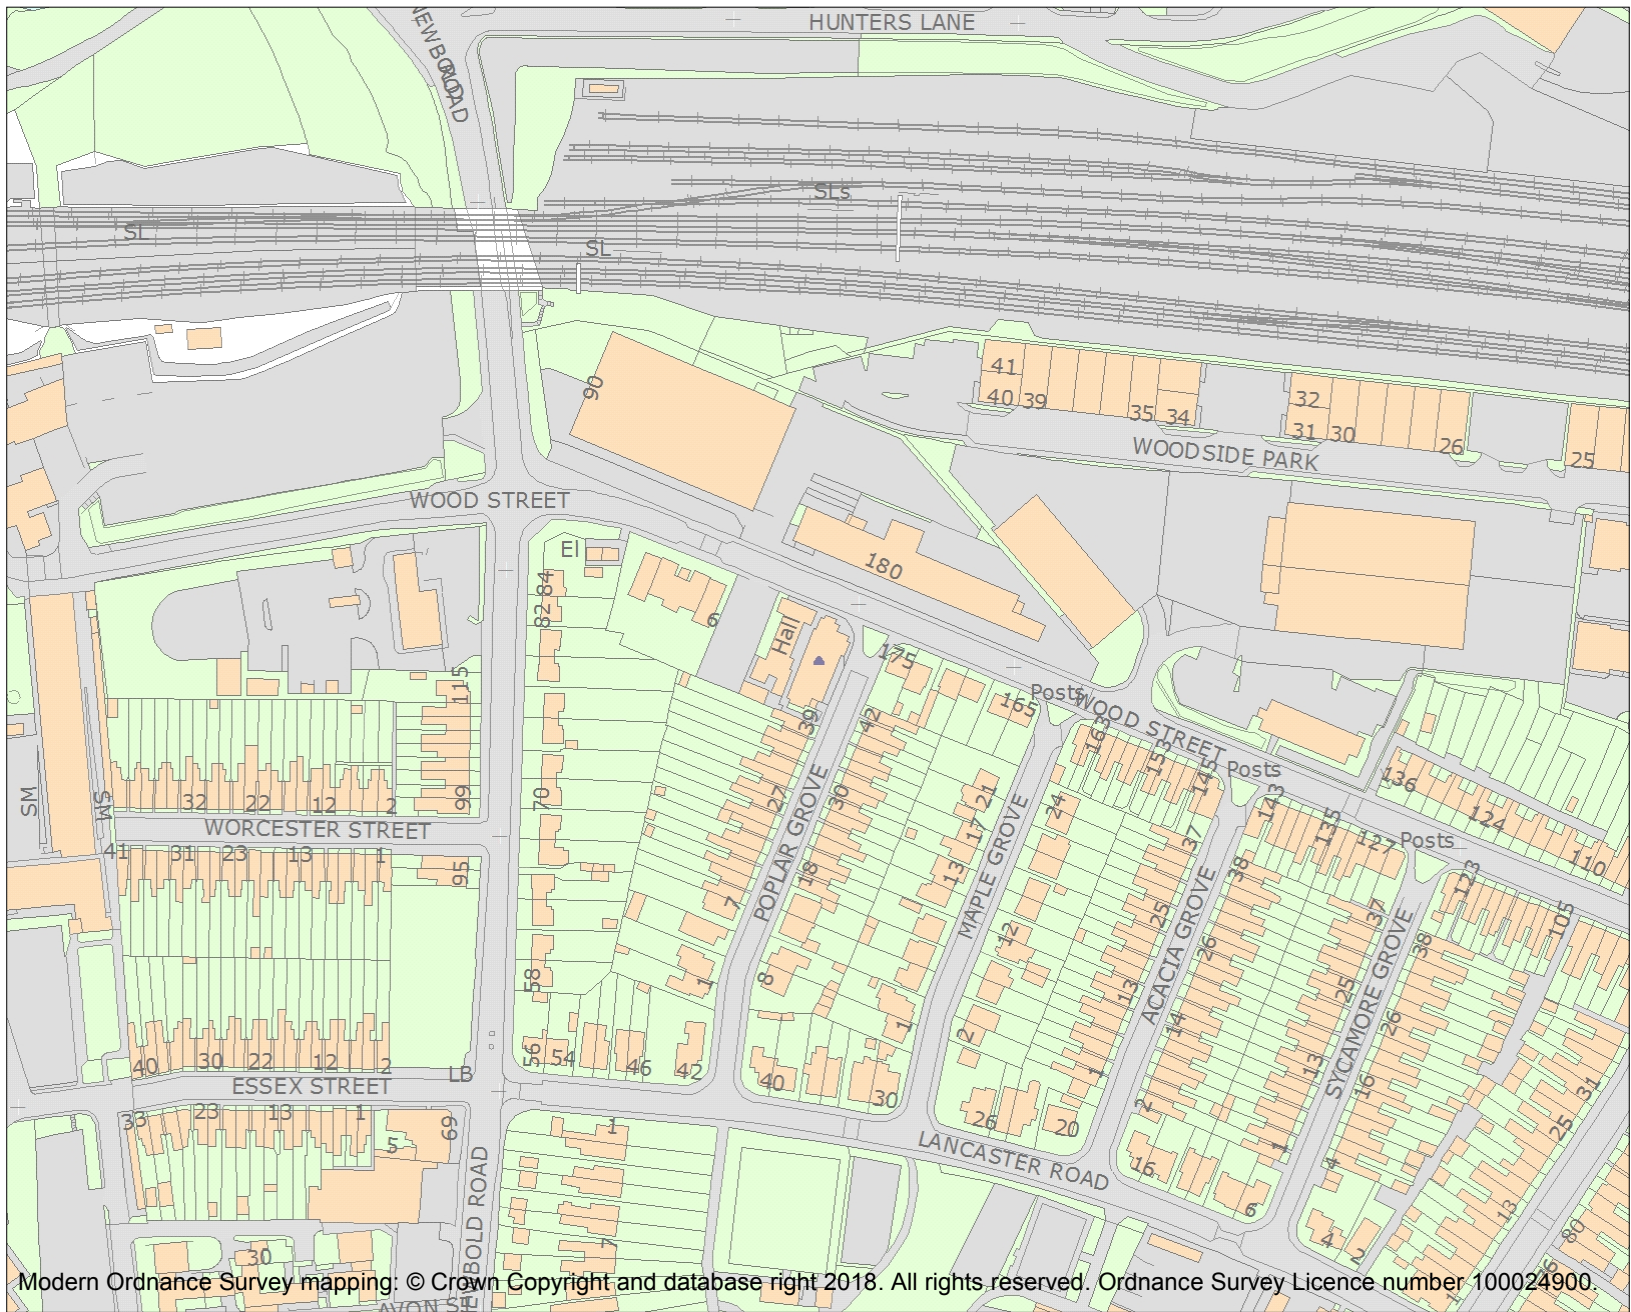 HUNTERS LANE
NEWBOLD ROAD
SLs
SL
SL
90
41
40 39
35 34
32
31 30
26
25
WOODSIDE PARK
WOOD STREET
El
180
82 84
6
Hall
175
165
Posts
WOOD STREET
163
153
145
Posts
143
135
127
Posts
136
124
110
123
105
115
99
95
39
42
27
30
18
7
1
8
POPLAR GROVE
21
17
13
24
12
2
1
MAPLE GROVE
37
38
25
26
13
14
1
2
ACACIA GROVE
37
38
25
26
13
16
1
4
SYCAMORE GROVE
SM
SM
32 22 12 2
WORCESTER STREET
41 31 23 13 1
70
58
56 54 46 42
40 30
26 20
16
6
4 2
31
25
13
80
40 30 22 12 2
ESSEX STREET
LB
33 23 13 1
5
69
1
LANCASTER ROAD
NEWBOLD ROAD
30
Modern Ordnance Survey mapping: © Crown Copyright and database right 2018. All rights reserved. Ordnance Survey Licence number 100024900.
AVON